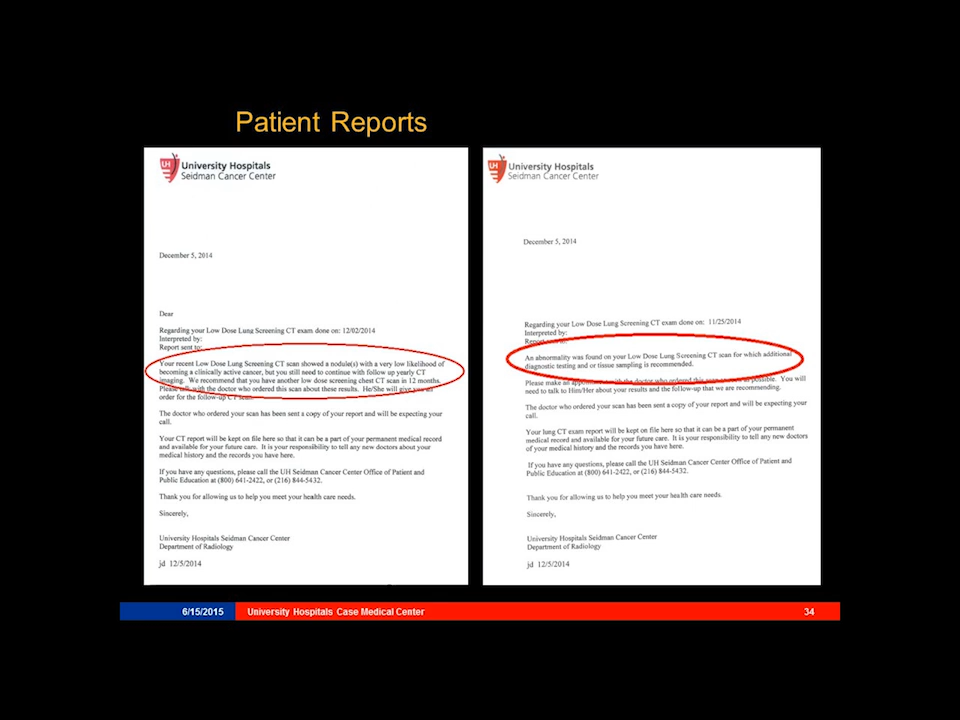 Patient Reports
UH
University Hospitals
Seidman Cancer Center
December 5, 2014
Dear
Regarding your Low Dose Lung Screening CT exam done on: 12/02/2014
Interpreted by:
Report sent to:
Your recent Low Dose Lung Screening CT scan showed a nodule(s) with a very low likelihood of
becoming a clinically active cancer, but you still need to continue with follow up yearly CT
imaging. We recommend that you have another low dose screening chest CT scan in 12 months.
Please talk with the doctor who ordered this scan about these results. He/She will give you an
order for the follow-up CT scan.
The doctor who ordered your scan has been sent a copy of your report and will be expecting your
call.
Your CT report will be kept on file here so that it can be a part of your permanent medical record
and available for your future care. It is your responsibility to tell any new doctors about your
medical history and the records you have here.
If you have any questions, please call the UH Seidman Cancer Center Office of Patient and
Public Education at (800) 641-2422, or (216) 844-5432.
Thank you for allowing us to help you meet your health care needs.
Sincerely,
University Hospitals Seidman Cancer Center
Department of Radiology
jd 12/5/2014
UH
University Hospitals
Seidman Cancer Center
December 5, 2014
Regarding your Low Dose Lung Screening CT exam done on: 11/25/2014
Interpreted by:
Report sent to:
An abnormality was found on your Low Dose Lung Screening CT scan for which additional
diagnostic testing and or tissue sampling is recommended.
Please make an appointment with the doctor who ordered this scan as soon as possible. You will
need to talk to Him/Her about your results and the follow-up that we are recommending.
The doctor who ordered your scan has been sent a copy of your report and will be expecting your
call.
Your lung CT exam report will be kept on file here so that it can be a part of your permanent
medical record and available for your future care. It is your responsibility to tell any new doctors
of your medical history and the records you have here.
If you have any questions, please call the UH Seidman Cancer Center Office of Patient and
Public Education at (800) 641-2422, or (216) 844-5432.
Thank you for allowing us to help you meet your health care needs.
Sincerely,
University Hospitals Seidman Cancer Center
Department of Radiology
jd 12/5/2014
6/15/2015
University Hospitals Case Medical Center
34